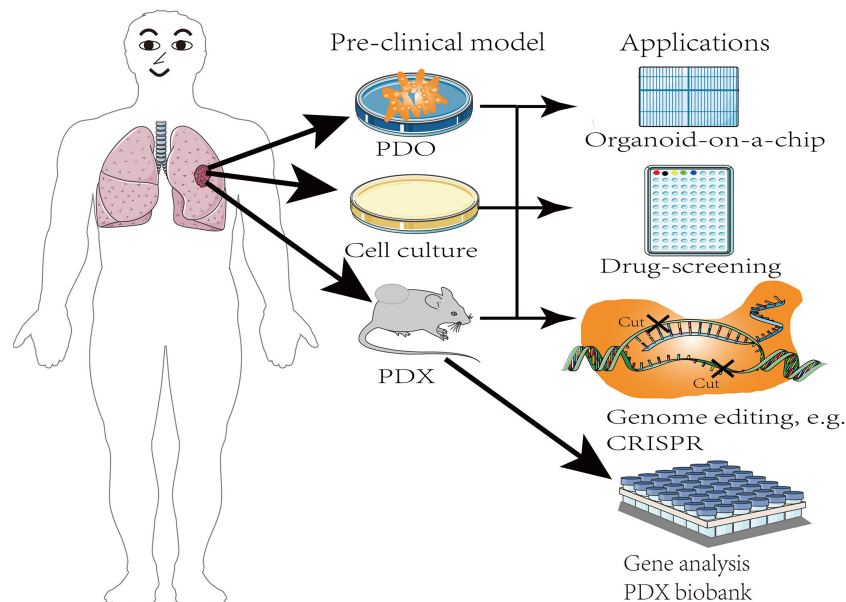 Pre-clinical model
Applications
PDO
Organoid-on-a-chip
Cell culture
Drug-screening
PDX
Cut
Cut
Genome editing, e.g.
CRISPR
Gene analysis
PDX biobank